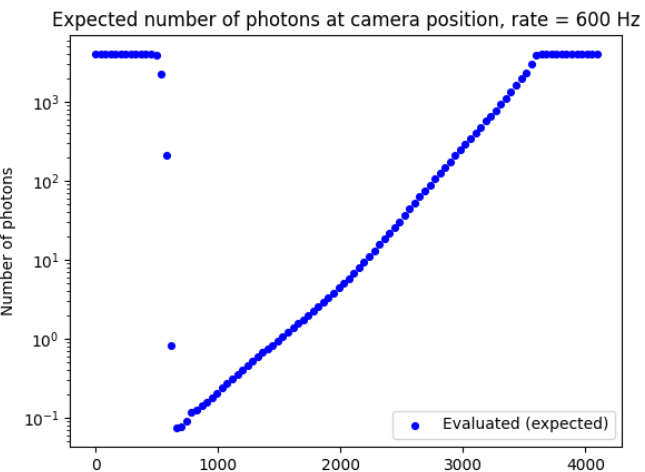 Expected number of photons at camera position, rate = 600 Hz
Number of photons
10³
10²
10¹
10⁰
10⁻¹
Evaluated (expected)
0 1000 2000 3000 4000